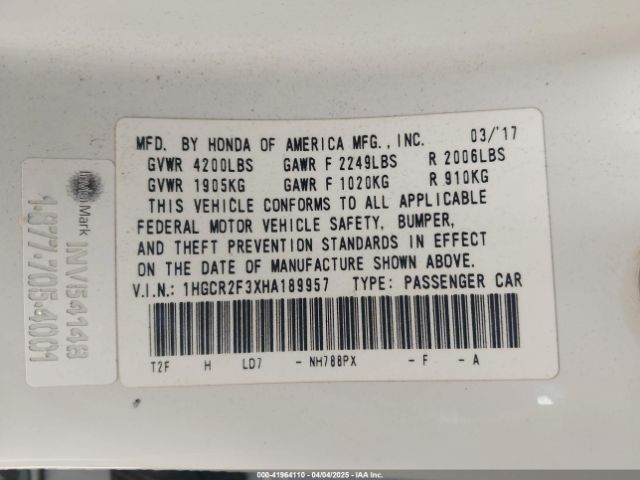 MFD. BY HONDA OF AMERICA MFG., INC. 03/'17
GVWR 4200LBS GAWR F 2249LBS R 2006LBS
GVWR 1905KG GAWR F 1020KG R 910KG
THIS VEHICLE CONFORMS TO ALL APPLICABLE
FEDERAL MOTOR VEHICLE SAFETY, BUMPER,
AND THEFT PREVENTION STANDARDS IN EFFECT
ON THE DATE OF MANUFACTURE SHOWN ABOVE.
V.I.N.: 1HGCR2F3XHA189957 TYPE: PASSENGER CAR
T2F H LD7 - NH788PX - F - A
Mark INVI54148
1877·705·4001
000-41964110 - 04/04/2025 - IAA Inc.